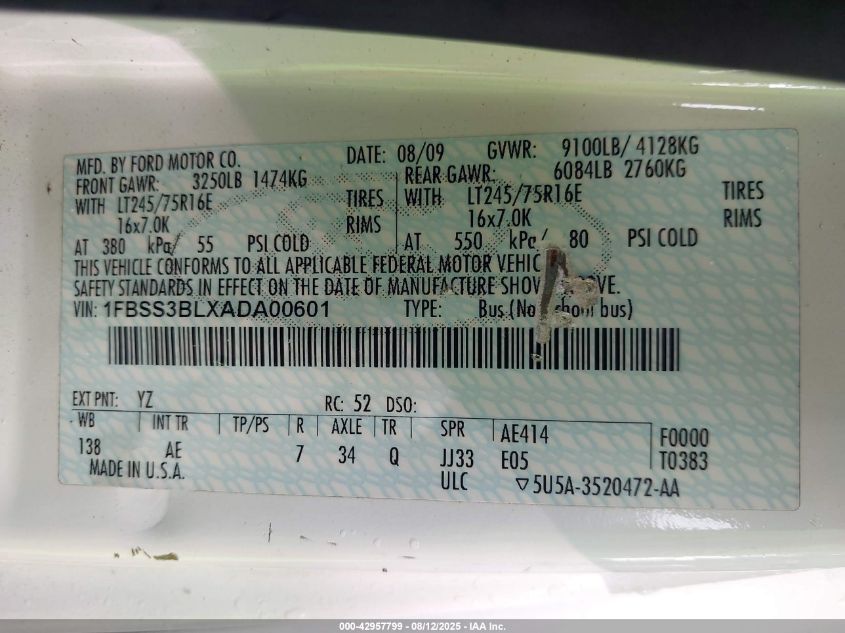 MFD. BY FORD MOTOR CO. DATE: 08/09 GVWR: 9100LB/ 4128KG
FRONT GAWR: 3250LB 1474KG REAR GAWR: 6084LB 2760KG
WITH LT245/75R16E TIRES WITH LT245/75R16E TIRES
16x7.0K RIMS 16x7.0K RIMS
AT 380 kPa/ 55 PSI COLD AT 550 kPa/ 80 PSI COLD
THIS VEHICLE CONFORMS TO ALL APPLICABLE FEDERAL MOTOR VEHIC
SAFETY STANDARDS IN EFFECT ON THE DATE OF MANUFACTURE SHOWN ABOVE.
VIN: 1FBSS3BLXADA00601 TYPE: Bus (No bus)
EXT PNT: YZ RC: 52 DSO:
WB INT TR TP/PS R AXLE TR SPR AE414 F0000
138 AE 7 34 Q JJ33 E05 T0383
MADE IN U.S.A. ULC ▽5U5A-3520472-AA
000-42957799 - 08/12/2025 - IAA Inc.